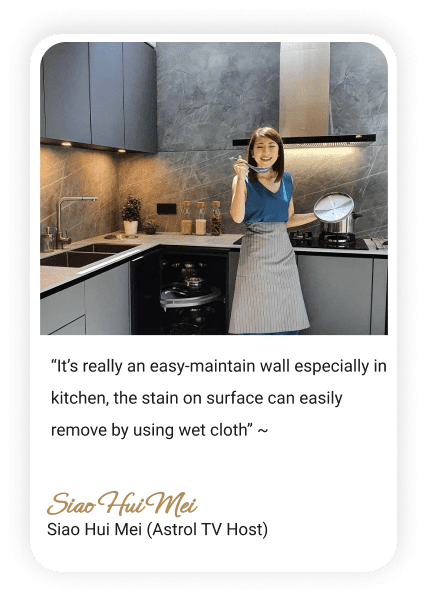 “It’s really an easy-maintain wall especially in
kitchen, the stain on surface can easily
remove by using wet cloth” ~
Siao Hui Mei
Siao Hui Mei (Astrol TV Host)